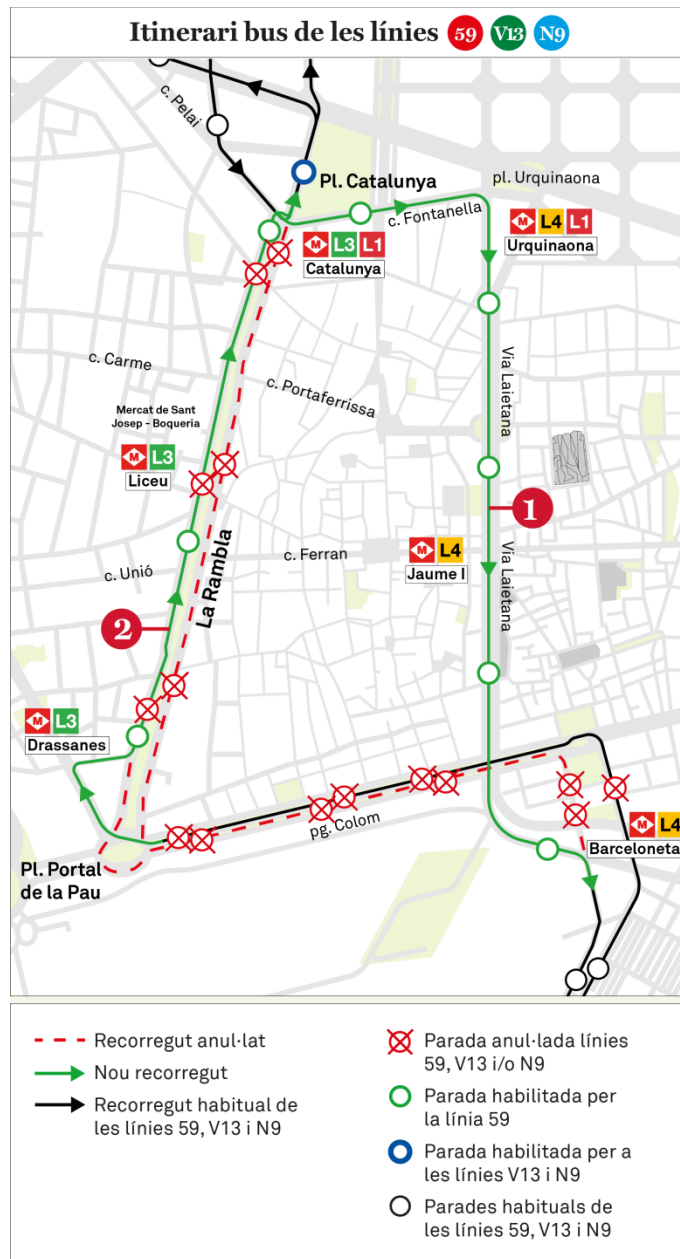 Itinerari bus de les línies 59 V13 N9
c. Pelai
Pl. Catalunya
pl. Urquinaona
c. Fontanella
M L4 L1
Urquinaona
M L3 L1
Catalunya
c. Carme
Via Laietana
c. Portaferrissa
Mercat de Sant
Josep - Boqueria
M L3
Liceu
1
La Rambla
c. Ferran
M L4
Jaume I
Via Laietana
c. Unió
2
M L3
Drassanes
pg. Colom
M L4
Barceloneta
Pl. Portal
de la Pau
Recorregut anul·lat
Nou recorregut
Recorregut habitual de
les línies 59, V13 i N9
Parada anul·lada línies
59, V13 i/o N9
Parada habilitada per
la línia 59
Parada habilitada per a
les línies V13 i N9
Parades habituals de
les línies 59, V13 i N9